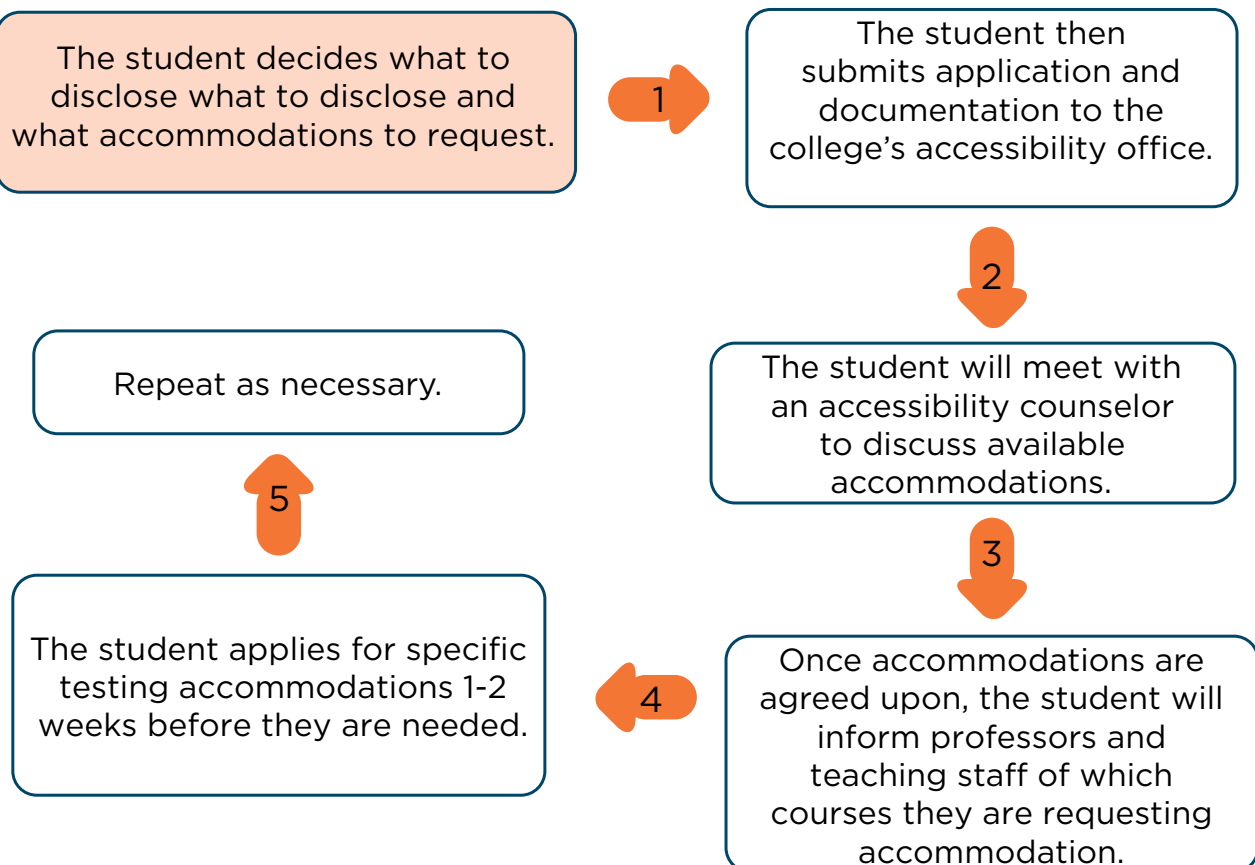 The student decides what to
disclose what to disclose and
what accommodations to request.
1
The student then
submits application and
documentation to the
college's accessibility office.
2
The student will meet with
an accessibility counselor
to discuss available
accommodations.
3
Once accommodations are
agreed upon, the student will
inform professors and
teaching staff of which
courses they are requesting
accommodation.
4
The student applies for specific
testing accommodations 1-2
weeks before they are needed.
5
Repeat as necessary.